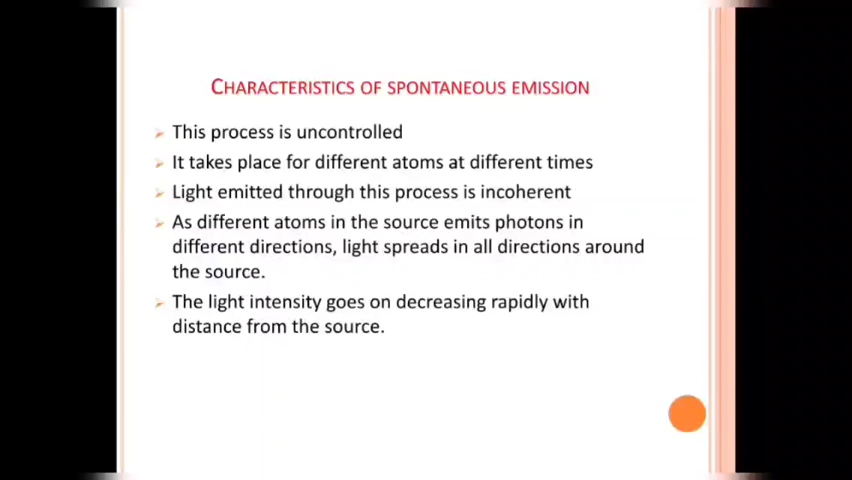 CHARACTERISTICS OF SPONTANEOUS EMISSION
This process is uncontrolled
It takes place for different atoms at different times
Light emitted through this process is incoherent
As different atoms in the source emits photons in
different directions, light spreads in all directions around
the source.
The light intensity goes on decreasing rapidly with
distance from the source.